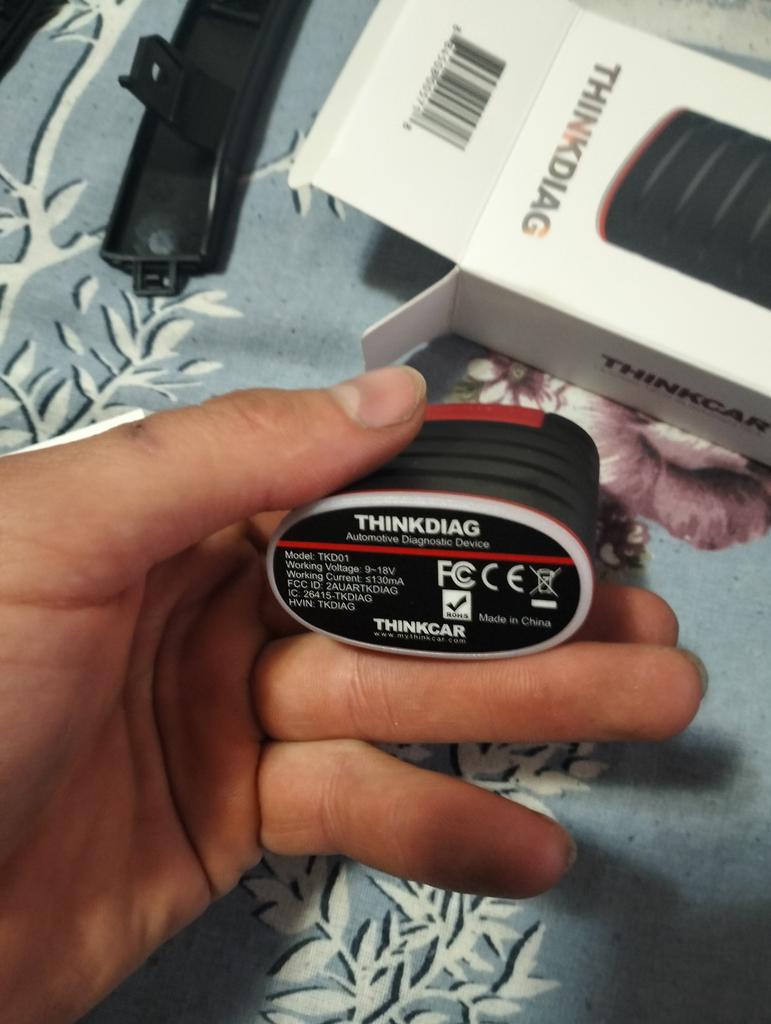 THINKDIAG
THINKCAR
THINKDIAG
Automotive Diagnostic Device
Model: TKD01
Working Voltage: 9~18V
Working Current: ≤130mA
FCC ID: 2AUARTKDIAG
IC: 26415-TKDIAG
HVIN: TKDIAG
FC CE
RoHS
Made in China
THINKCAR
www.mythinkcar.com